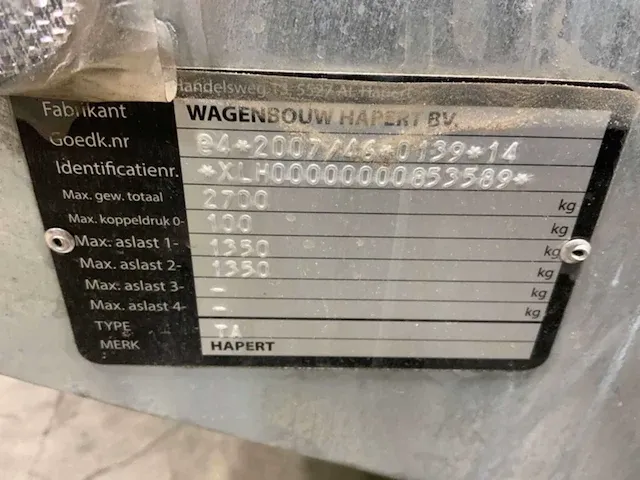 Handelsweg 13, 5527 AL Hapert
Fabrikant WAGENBOUW HAPERT BV.
Goedk.nr e4*2007/46*0139*14
Identificatienr. *XLH00000000853589*
Max. gew. totaal 2700 kg
Max. koppeldruk 0- 100 kg
Max. aslast 1- 1350 kg
Max. aslast 2- 1350 kg
Max. aslast 3- - kg
Max. aslast 4- - kg
TYPE TA
MERK HAPERT